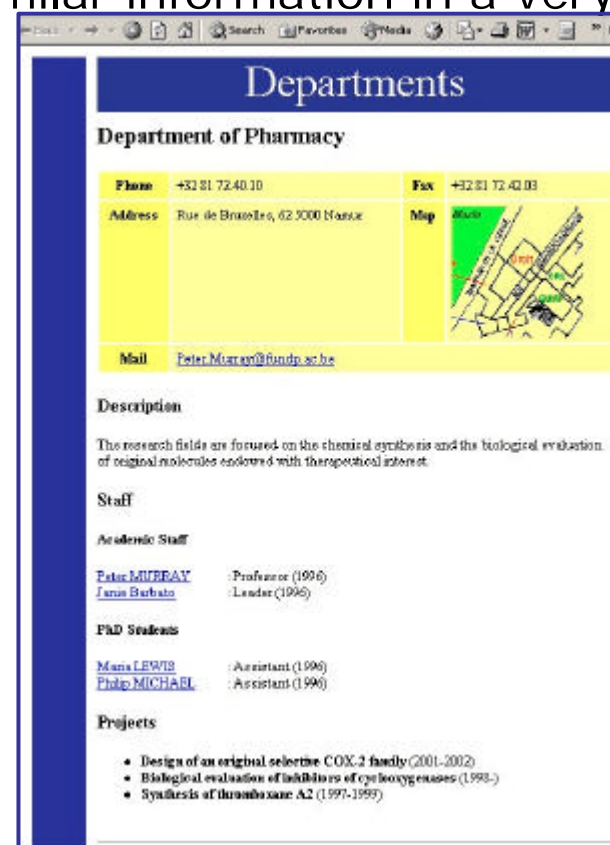 milar information in a very
Search Favorites Media
Departments
Department of Pharmacy
Phone +32 81 72.40.10 Fax +32 81 72 42 03
Address Rue de Bruxelles, 62 5000 Namur Map
Mail Peter.Murray@fundp.ac.be
Description
The research fields are focused on the chemical synthesis and the biological evaluation
of original molecules endowed with therapeutical interest
Staff
Academic Staff
Peter MURRAY : Professor (1996)
Janie Barbato : Leader (1996)
PhD Students
Maria LEWIS : Assistant (1996)
Philip MICHAEL : Assistant (1996)
Projects
• Design of an original selective COX-2 family (2001-2002)
• Biological evaluation of inhibitors of cyclooxygenases (1998-)
• Synthesis of thromboxane A2 (1997-1999)